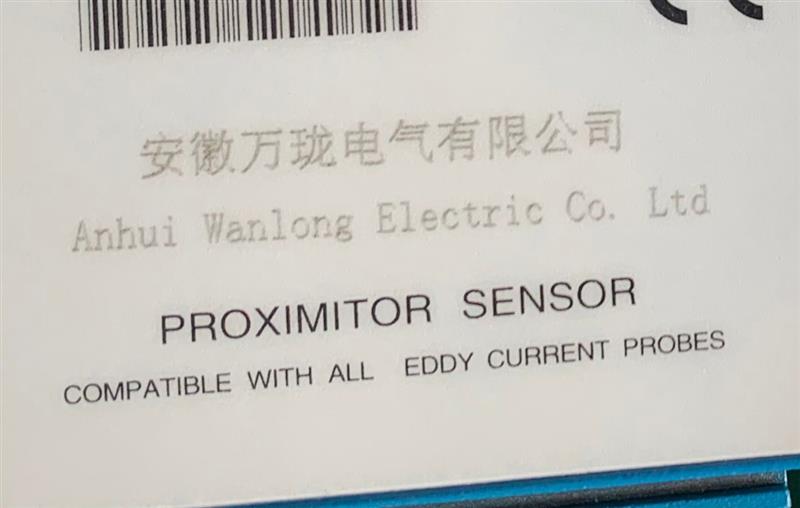 安徽万珑电气有限公司
Anhui Wanlong Electric Co. Ltd
PROXIMITOR SENSOR
COMPATIBLE WITH ALL EDDY CURRENT PROBES